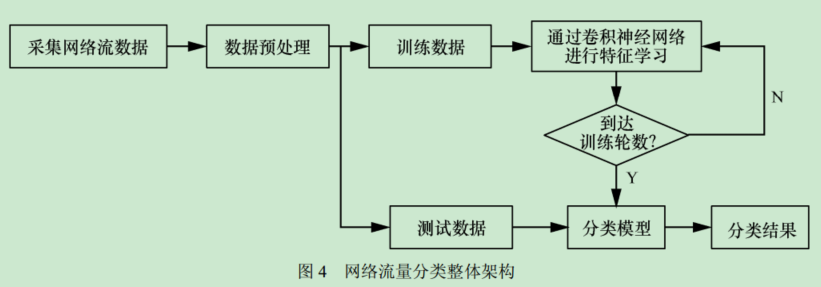 采集网络流数据
数据预处理
训练数据
通过卷积神经网络
进行特征学习
N
到达
训练轮数?
Y
测试数据
分类模型
分类结果
图 4 网络流量分类整体架构